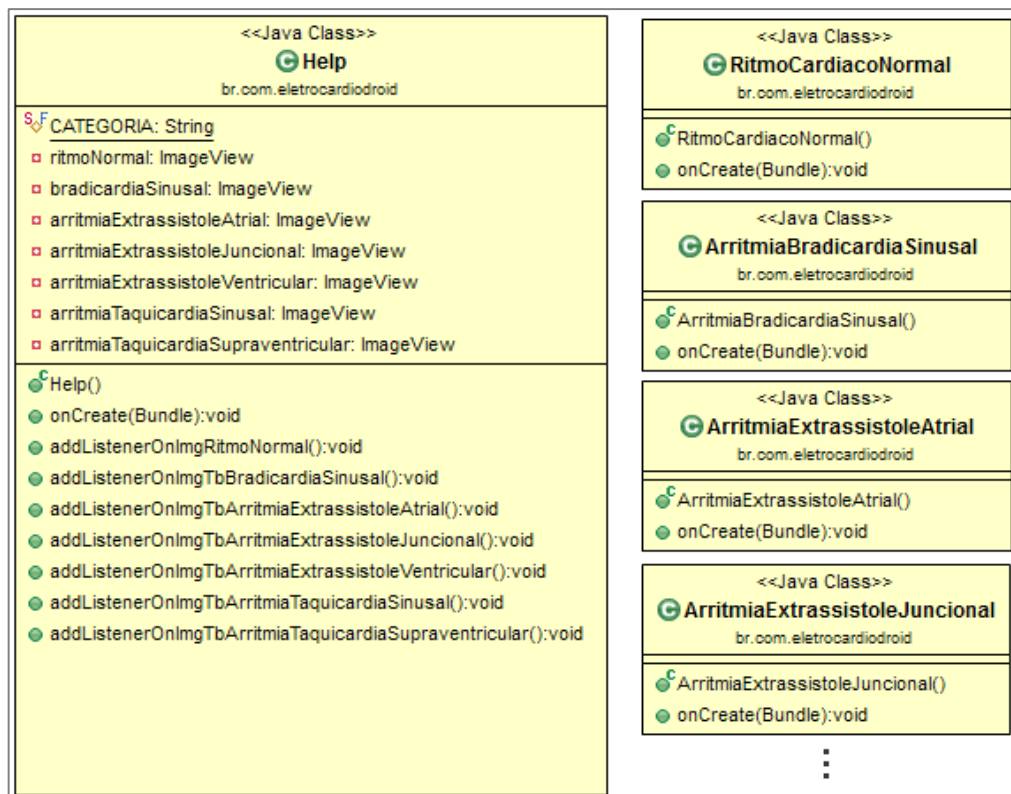 <<Java Class>>
Help
br.com.eletrocardiodroid
CATEGORIA: String
ritmoNormal: ImageView
bradicardiaSinusal: ImageView
arritmiaExtrassistoleAtrial: ImageView
arritmiaExtrassistoleJuncional: ImageView
arritmiaExtrassistoleVentricular: ImageView
arritmiaTaquicardiaSinusal: ImageView
arritmiaTaquicardiaSupraventricular: ImageView
Help()
onCreate(Bundle):void
addListenerOnImgRitmoNormal():void
addListenerOnImgTbBradicardiaSinusal():void
addListenerOnImgTbArritmiaExtrassistoleAtrial():void
addListenerOnImgTbArritmiaExtrassistoleJuncional():void
addListenerOnImgTbArritmiaExtrassistoleVentricular():void
addListenerOnImgTbArritmiaTaquicardiaSinusal():void
addListenerOnImgTbArritmiaTaquicardiaSupraventricular():void
<<Java Class>>
RitmoCardiacoNormal
br.com.eletrocardiodroid
RitmoCardiacoNormal()
onCreate(Bundle):void
<<Java Class>>
ArritmiaBradicardiaSinusal
br.com.eletrocardiodroid
ArritmiaBradicardiaSinusal()
onCreate(Bundle):void
<<Java Class>>
ArritmiaExtrassistoleAtrial
br.com.eletrocardiodroid
ArritmiaExtrassistoleAtrial()
onCreate(Bundle):void
<<Java Class>>
ArritmiaExtrassistoleJuncional
br.com.eletrocardiodroid
ArritmiaExtrassistoleJuncional()
onCreate(Bundle):void